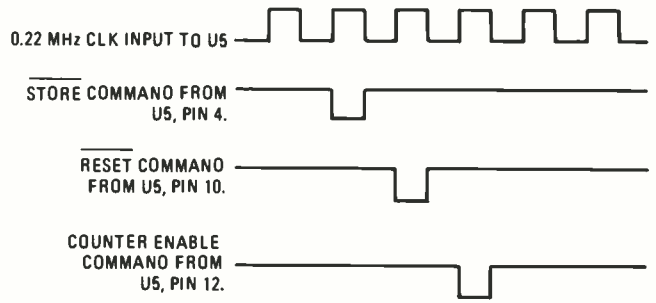 0.22 MHz CLK INPUT TO U5
STORE COMMANO FROM
U5, PIN 4.
RESET COMMANO
FROM U5, PIN 10.
COUNTER ENABLE
COMMANO FROM
U5, PIN 12.